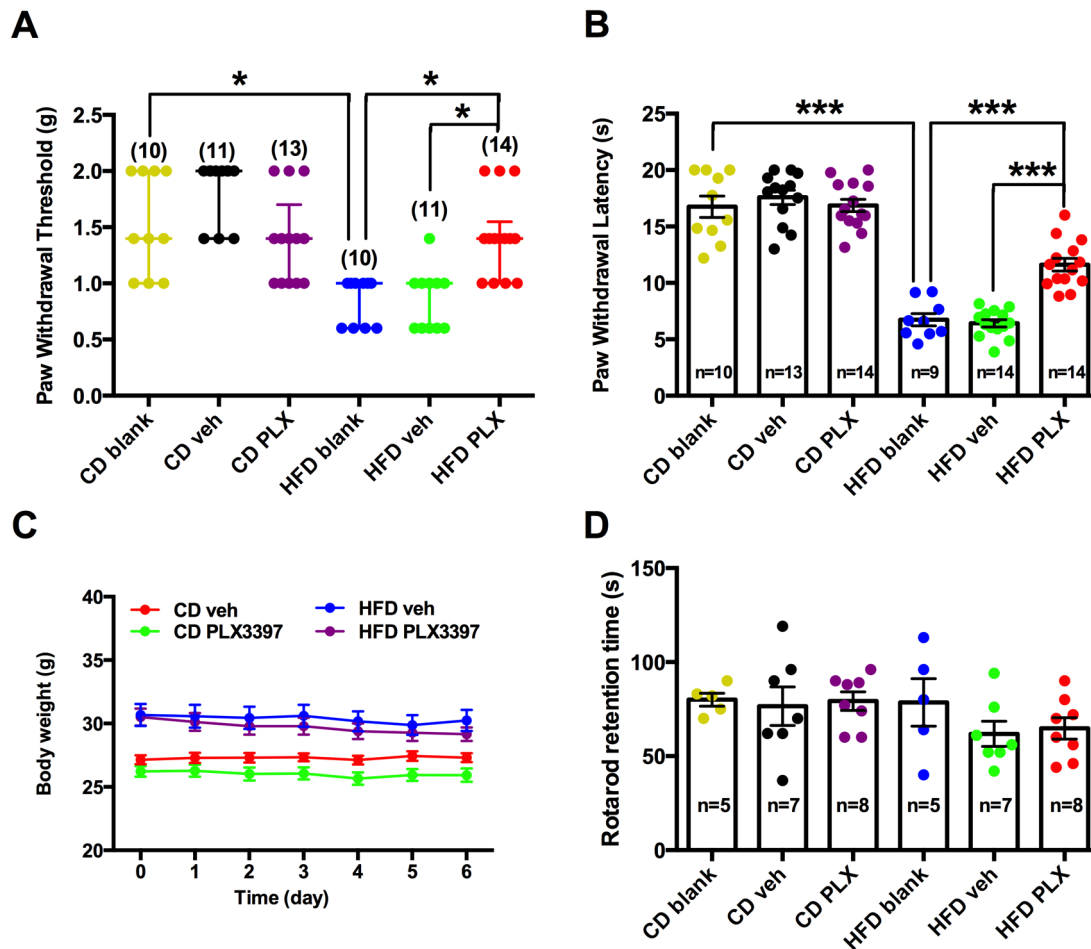 A
* *
*
Paw Withdrawal Threshold (g)
2.5
2.0
1.5
1.0
0.5
0.0
(10)
(11)
(13)
(10)
(11)
(14)
CD blank
CD veh
CD PLX
HFD blank
HFD veh
HFD PLX
B
*** ***
***
Paw Withdrawal Latency (s)
25
20
15
10
5
0
n=10
n=13
n=14
n=9
n=14
n=14
CD blank
CD veh
CD PLX
HFD blank
HFD veh
HFD PLX
C
Body weight (g)
40
35
30
25
20
CD veh
CD PLX3397
HFD veh
HFD PLX3397
0 1 2 3 4 5 6
Time (day)
D
Rotarod retention time (s)
150
100
50
0
n=5
n=7
n=8
n=5
n=7
n=8
CD blank
CD veh
CD PLX
HFD blank
HFD veh
HFD PLX